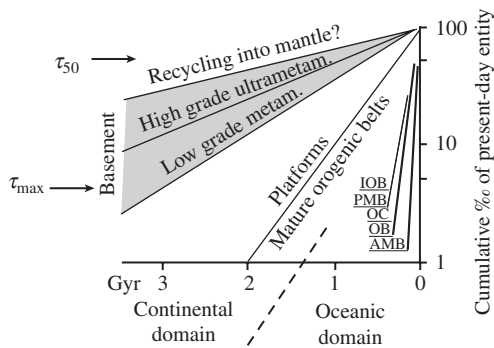 100
Cumulative ‰ of present-day entity
τ50
Recycling into mantle?
High grade ultrametam.
Low grade metam.
Basement
10
τmax
Platforms
Mature orogenic belts
IOB
PMB
OC
OB
AMB
1
Gyr 3 2 1 0
Continental domain
Oceanic domain